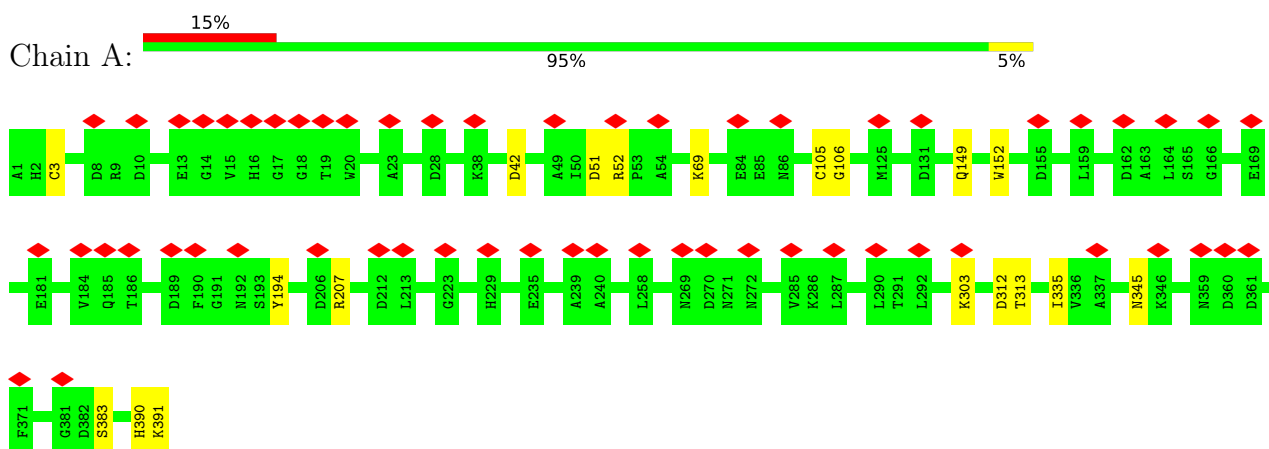 15%
Chain A:
95%
5%
A1 H2 C3 D8 R9 D10 E13 G14 V15 H16 G17 G18 T19 W20 A23 D28 K38 D42 A49 I50 D51 R52 P53 A54 K69 E84 E85 N86 C105 G106 M125 D131 Q149 W152 D155 L159 D162 A163 L164 S165 G166 E169
E181 V184 Q185 T186 D189 F190 G191 N192 S193 Y194 D206 R207 D212 L213 G223 H229 E235 A239 A240 L258 N269 D270 N271 N272 V285 K286 L287 L290 T291 L292 K303 D312 T313 I335 V336 A337 N345 K346 N359 D360 D361
F371 G381 D382 S383 H390 K391